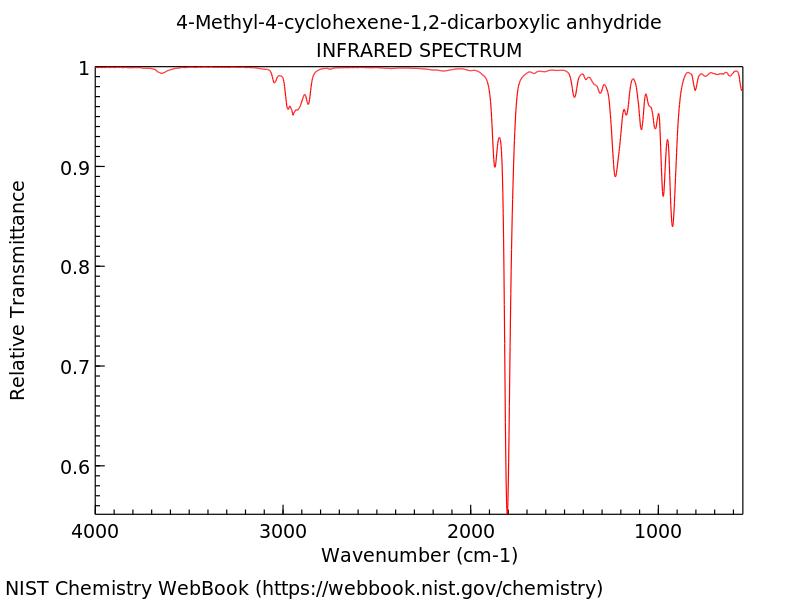 4-Methyl-4-cyclohexene-1,2-dicarboxylic anhydride
INFRARED SPECTRUM
1
0.9
0.8
0.7
0.6
Relative Transmittance
4000 3000 2000 1000
Wavenumber (cm-1)
NIST Chemistry WebBook (https://webbook.nist.gov/chemistry)